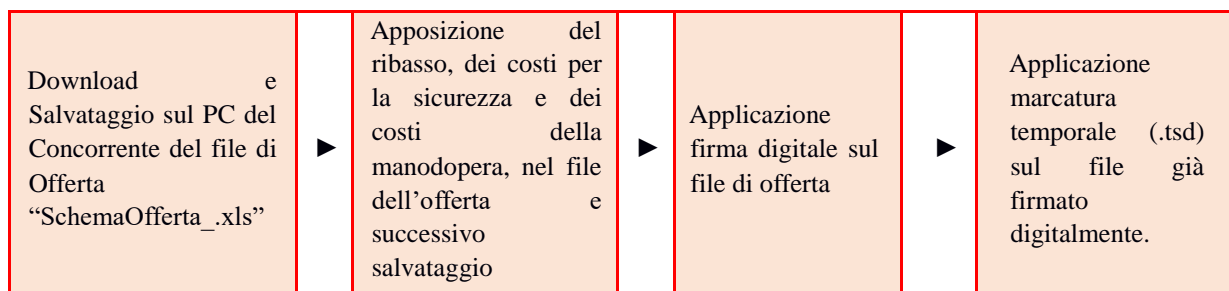 Download e
Salvataggio sul PC del
Concorrente del file di
Offerta
“SchemaOfferta_.xls”
►
Apposizione del
ribasso, dei costi per
la sicurezza e dei
costi della
manodopera, nel file
dell’offerta e
successivo
salvataggio
►
Applicazione
firma digitale sul
file di offerta
►
Applicazione
marcatura
temporale (.tsd)
sul file già
firmato
digitalmente.